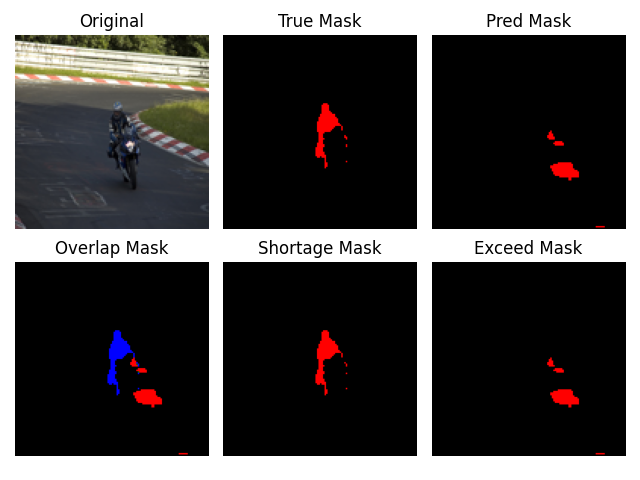 Original
True Mask
Pred Mask
Overlap Mask
Shortage Mask
Exceed Mask